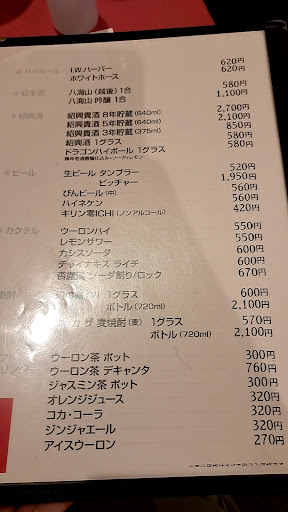 ハイボール I.W.ハーパー 620円
ホワイトホース 620円
日本酒 八海山 (越後) 1合 580円
八海山 吟醸 1合 1,100円
紹興酒 紹興貴酒 8年貯蔵 (640ml) 2,700円
紹興貴酒 5年貯蔵 (640ml) 2,100円
紹興貴酒 3年貯蔵 (375ml) 850円
紹興酒 1グラス 580円
ドラゴンハイボール 1グラス 580円
ビール 生ビール タンブラー 520円
ピッチャー 1,950円
びんビール (中) 560円
ハイネケン 560円
キリン零ICHI (ノンアルコール) 420円
カクテル ウーロンハイ 550円
レモンサワー 550円
カシスソーダ 600円
チャイナキス ライチ 600円
杏露酒 ソーダ割り/ロック 670円
焼酎 1グラス 600円
ボトル (720ml) 2,100円
ザ 麦焼酎 (麦) 1グラス 570円
ボトル (720ml) 2,100円
ウーロン茶 ポット 300円
ウーロン茶 デキャンタ 760円
ジャスミン茶 ポット 300円
オレンジジュース 320円
コカ・コーラ 320円
ジンジャエール 320円
アイスウーロン 270円